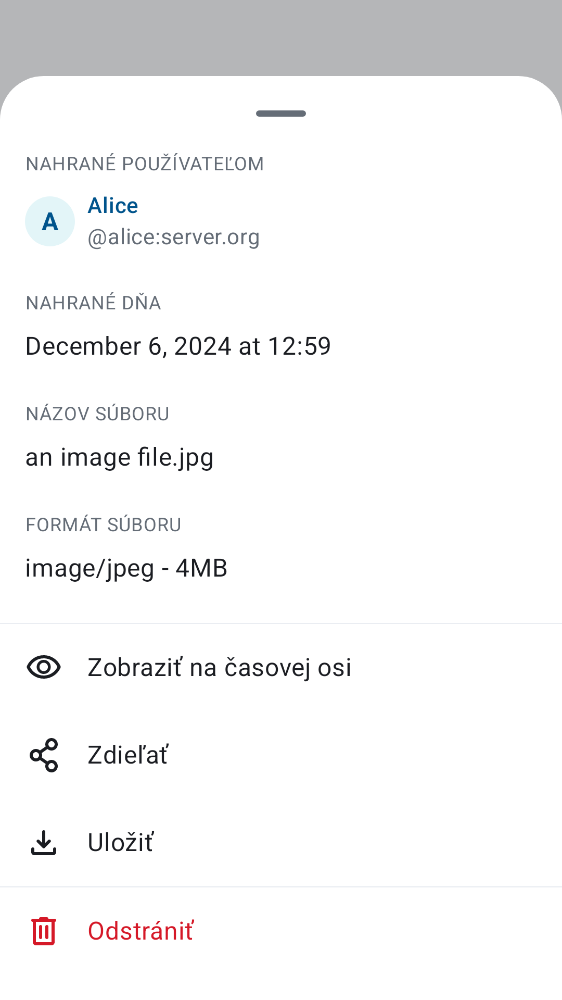 NAHRANÉ POUŽÍVATEĽOM
A
Alice
@alice:server.org
NAHRANÉ DŇA
December 6, 2024 at 12:59
NÁZOV SÚBORU
an image file.jpg
FORMÁT SÚBORU
image/jpeg - 4MB
Zobraziť na časovej osi
Zdieľať
Uložiť
Odstrániť